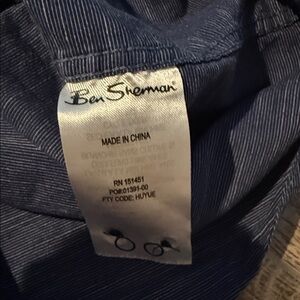 Ben Sherman
MADE IN CHINA
RN 151451
PO#:01391-00
FTY CODE: HUYUE